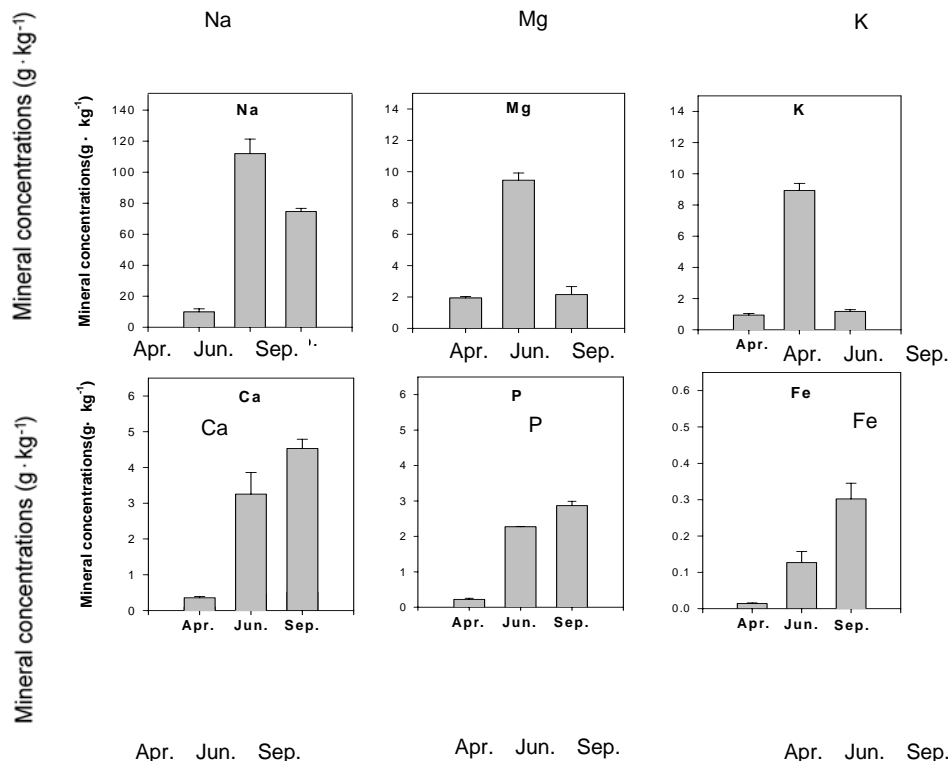 Na Mg K
Mineral concentrations (g · kg-1)
Mineral concentrations(g· kg-1)
Na
140
120
100
80
60
40
20
0
Apr. Jun. Sep.
Mg
14
12
10
8
6
4
2
0
Apr. Jun. Sep.
K
14
12
10
8
6
4
2
0
Apr.
Apr. Jun. Sep.
Mineral concentrations (g · kg-1)
Mineral concentrations(g· kg-1)
Ca
Ca
6
5
4
3
2
1
0
Apr. Jun. Sep.
P
P
6
5
4
3
2
1
0
Apr. Jun. Sep.
Fe
Fe
0.6
0.5
0.4
0.3
0.2
0.1
0.0
Apr. Jun. Sep.
Apr. Jun. Sep.
Apr. Jun. Sep.
Apr. Jun. Sep.